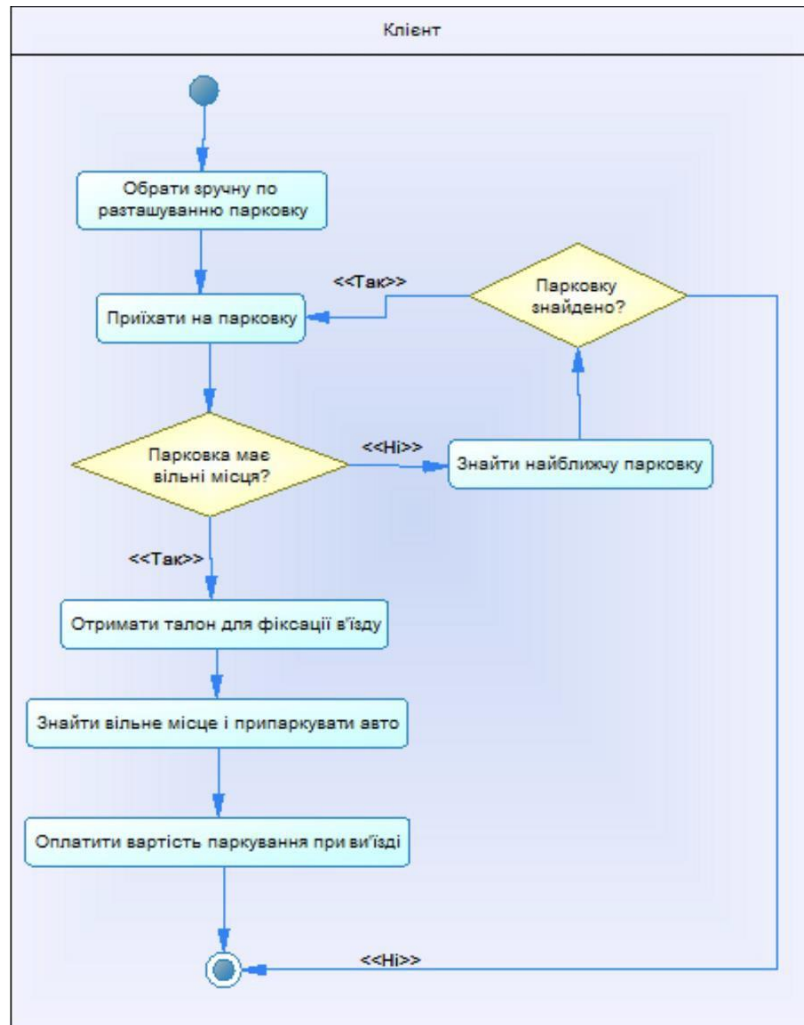 Клієнт
Обрати зручну по
разташуванню парковку
<<Так>>
Парковку
знайдено?
Приїхати на парковку
Парковка має
вільні місця?
<<Ні>>
Знайти найближчу парковку
<<Так>>
Отримати талон для фіксації в'їзду
Знайти вільне місце і припаркувати авто
Оплатити вартість паркування при ви'їзді
<<Ні>>